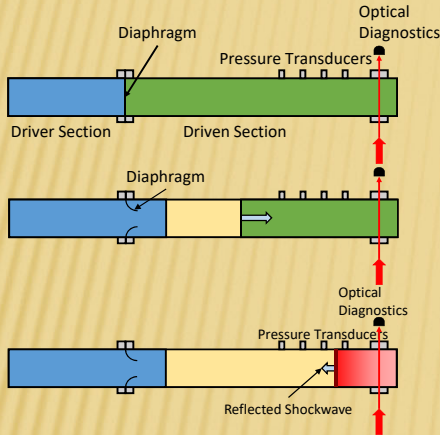 Optical
Diagnostics
Diaphragm
Pressure Transducers
Driver Section
Driven Section
Diaphragm
Optical
Diagnostics
Pressure Transducers
Reflected Shockwave